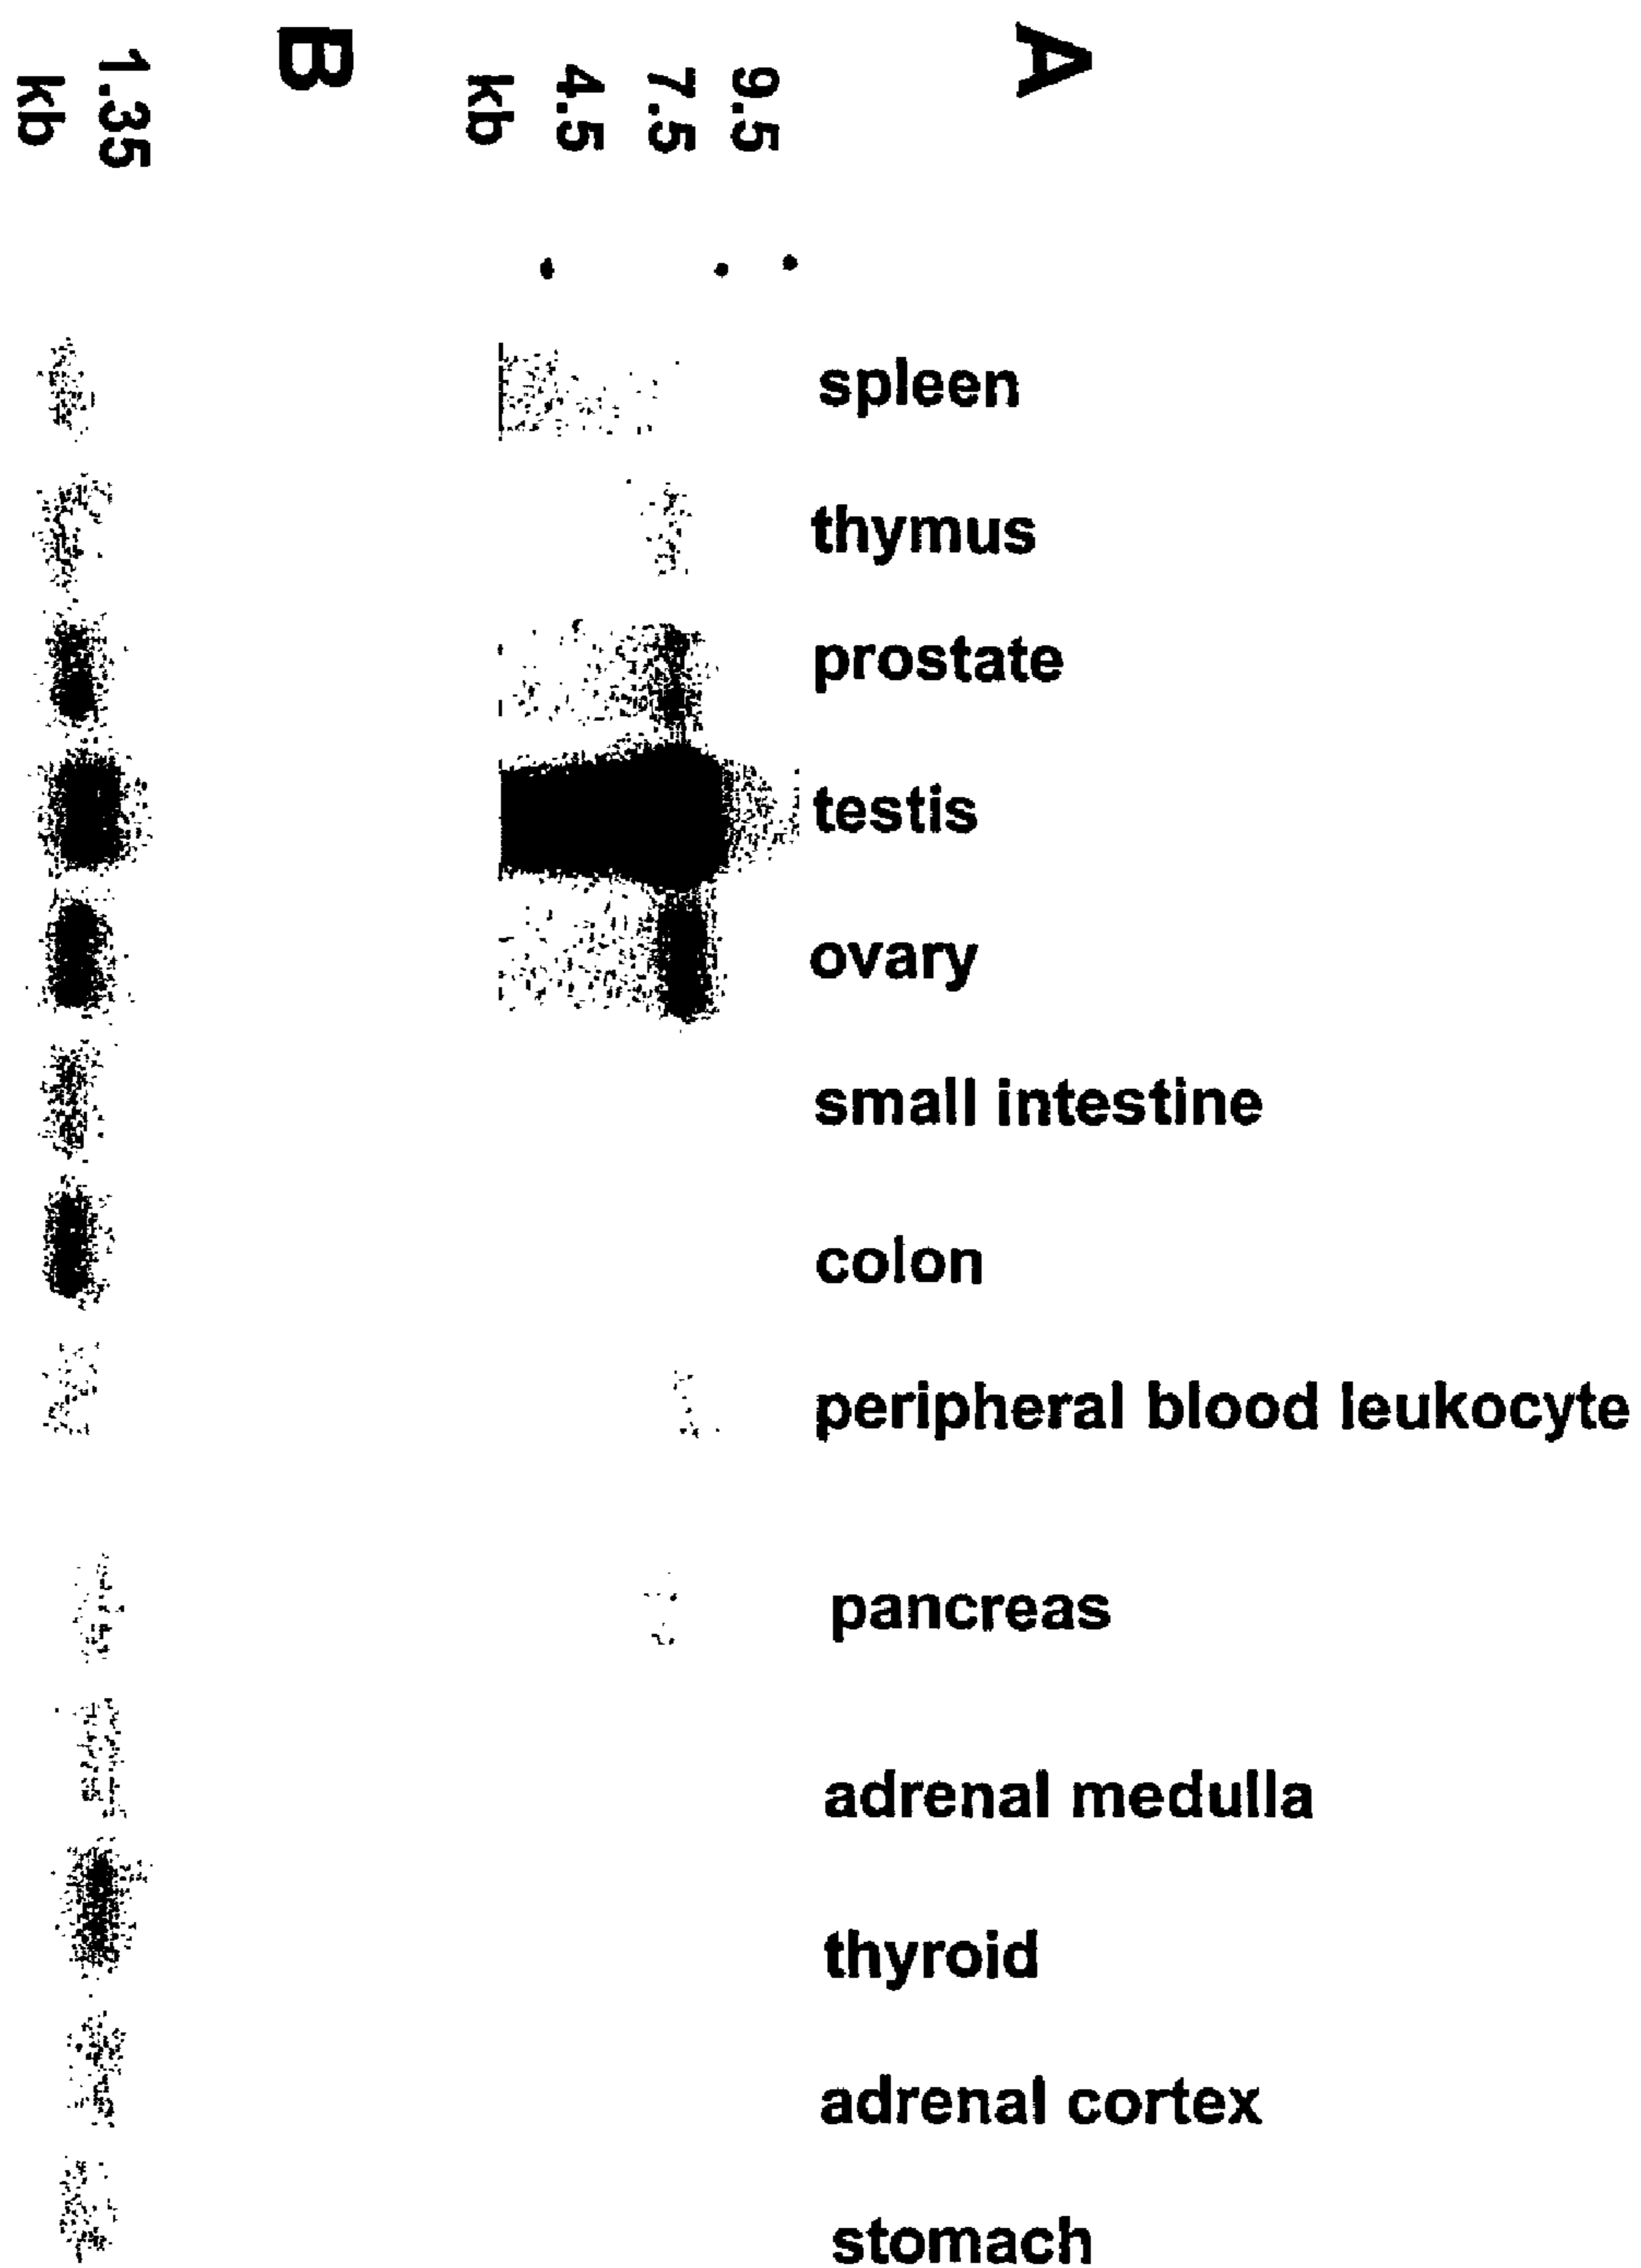 A
spleen
thymus
prostate
testis
ovary
small intestine
colon
peripheral blood leukocyte
pancreas
adrenal medulla
thyroid
adrenal cortex
stomach
9.5
7.5
4.5
kb
B
1.35
kb